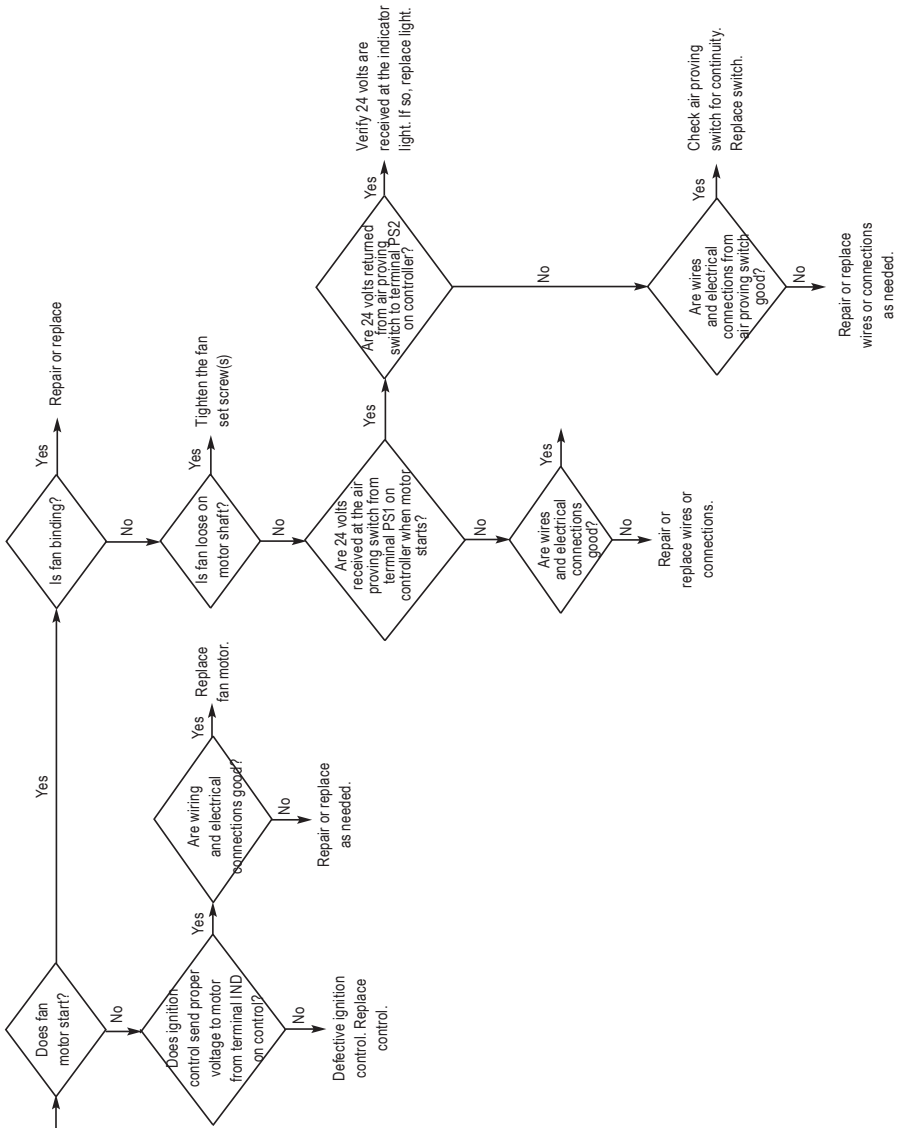 Does fan
motor start?
Yes
No
Does ignition
control send proper
voltage to motor
from terminal IND
on control?
Yes
No
Defective ignition
control. Replace
control.
Are wiring
and electrical
connections good?
Yes
Replace
fan motor.
No
Repair or replace
as needed.
Is fan binding?
Yes
Repair or replace
No
Is fan loose on
motor shaft?
Yes
Tighten the fan
set screw(s)
No
Are 24 volts
received at the air
proving switch from
terminal PS1 on
controller when motor
starts?
Yes
No
Are wires
and electrical
connections
good?
Yes
No
Repair or
replace wires or
connections.
Are 24 volts returned
from air proving
switch to terminal PS2
on controller?
Yes
Verify 24 volts are
received at the indicator
light. If so, replace light.
No
Are wires
and electrical
connections from
air proving switch
good?
Yes
Check air proving
switch for continuity.
Replace switch.
No
Repair or replace
wires or connections
as needed.